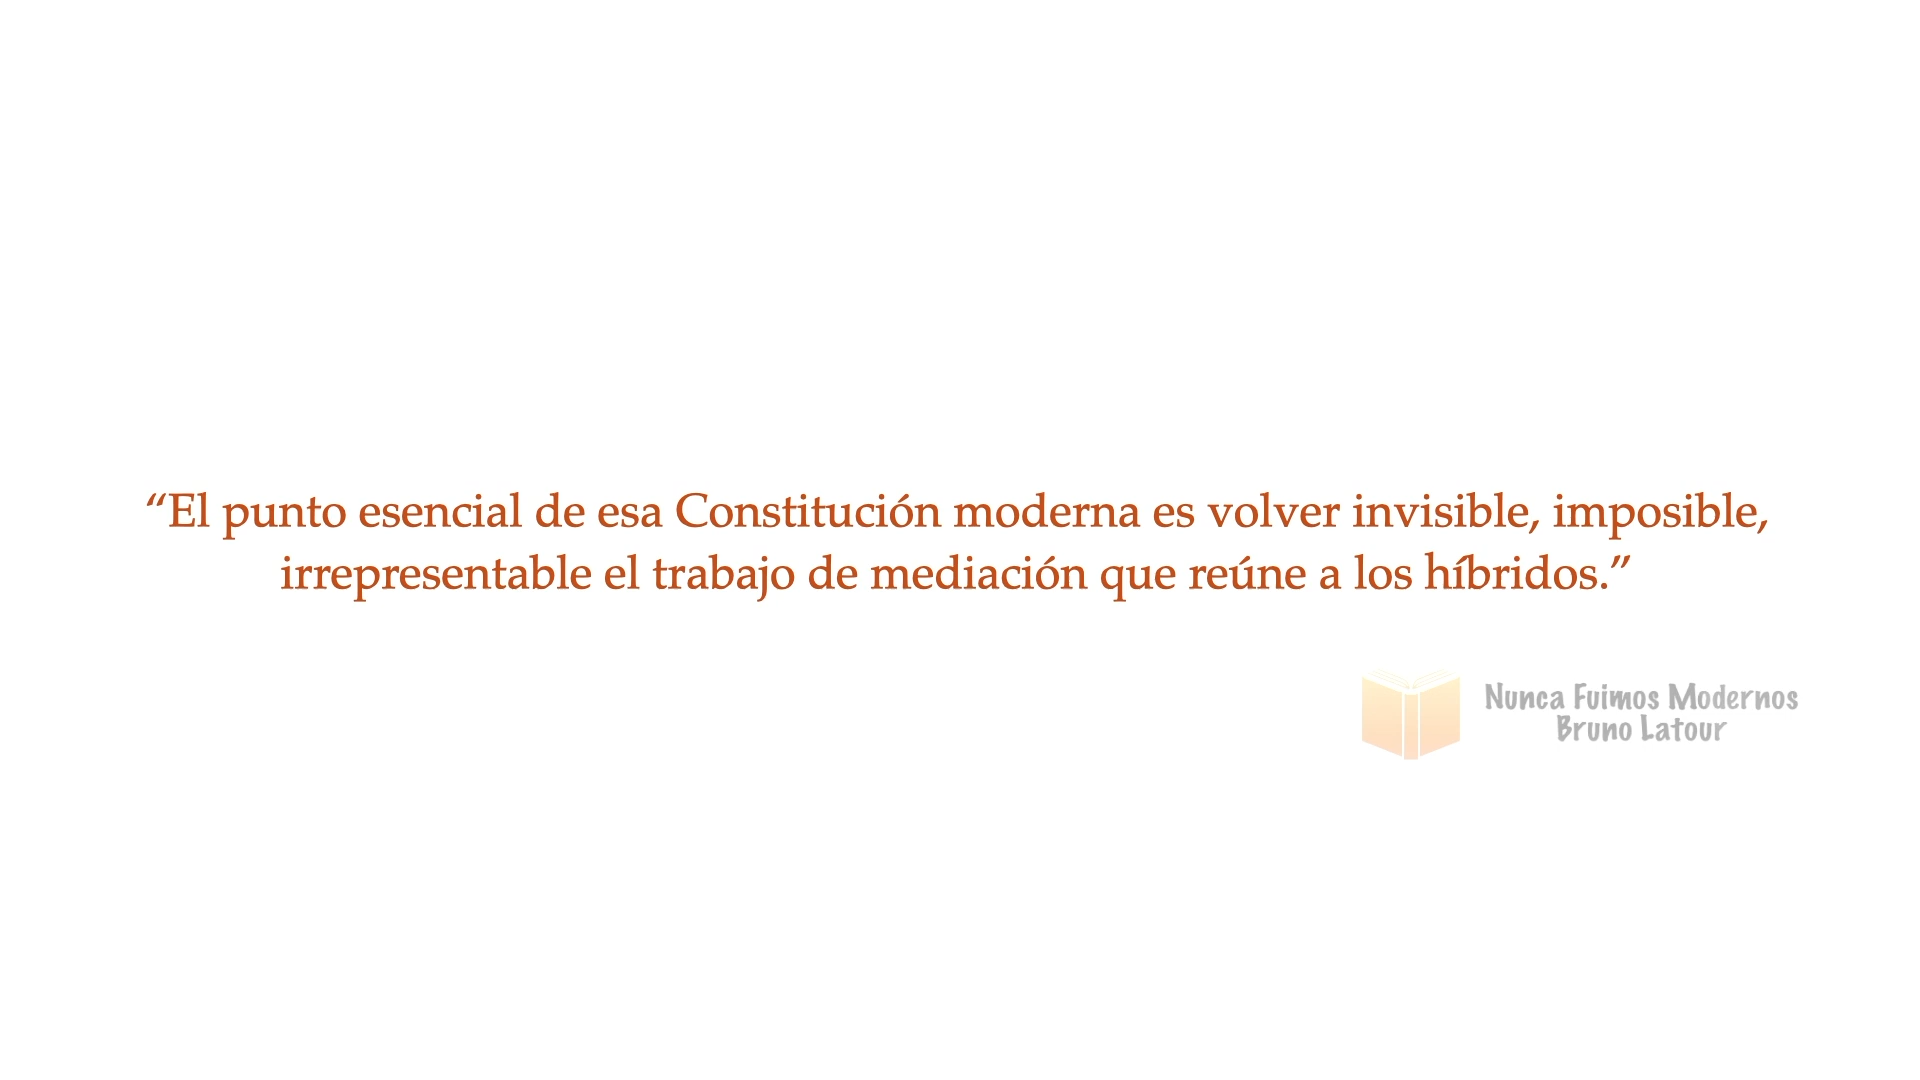 “El punto esencial de esa Constitución moderna es volver invisible, imposible,
irrepresentable el trabajo de mediación que reúne a los híbridos.”
Nunca Fuimos Modernos
Bruno Latour